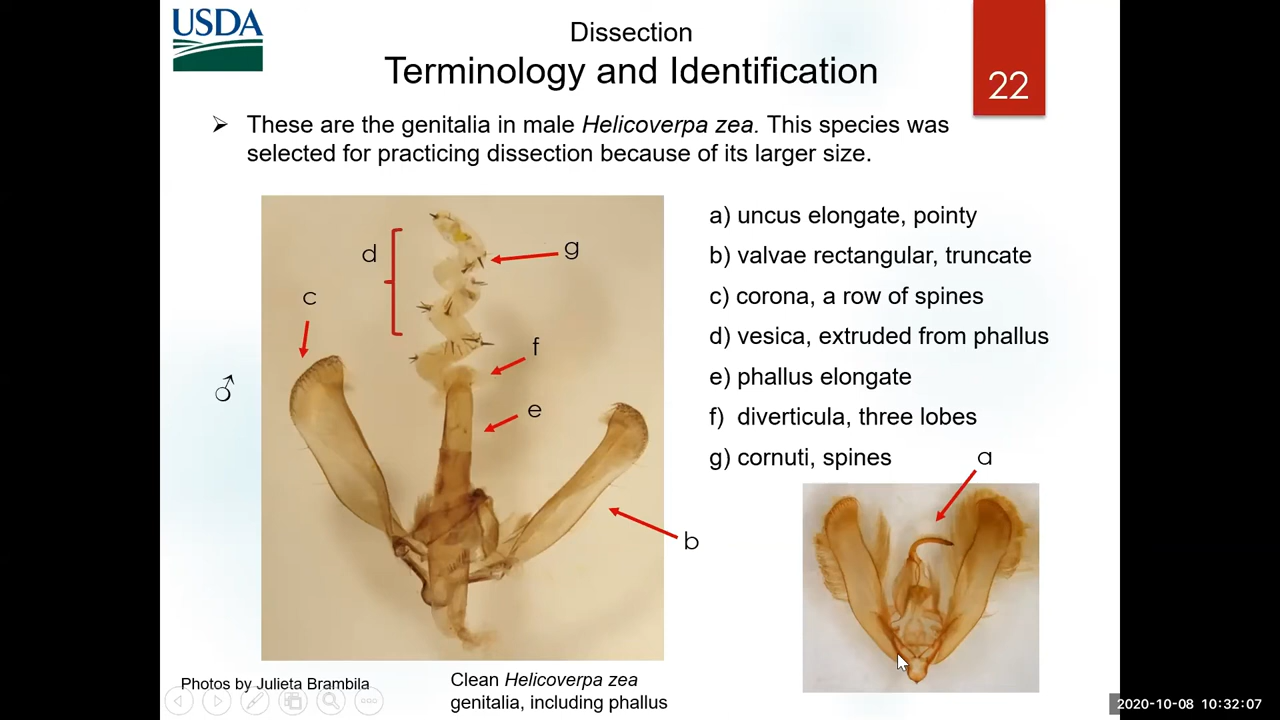 USDA
Dissection
Terminology and Identification
22
➢ These are the genitalia in male Helicoverpa zea. This species was
selected for practicing dissection because of its larger size.
d
g
c
f
♂
e
b
a) uncus elongate, pointy
b) valvae rectangular, truncate
c) corona, a row of spines
d) vesica, extruded from phallus
e) phallus elongate
f) diverticula, three lobes
g) cornuti, spines
a
Photos by Julieta Brambila
Clean Helicoverpa zea
genitalia, including phallus
2020-10-08 10:32:07